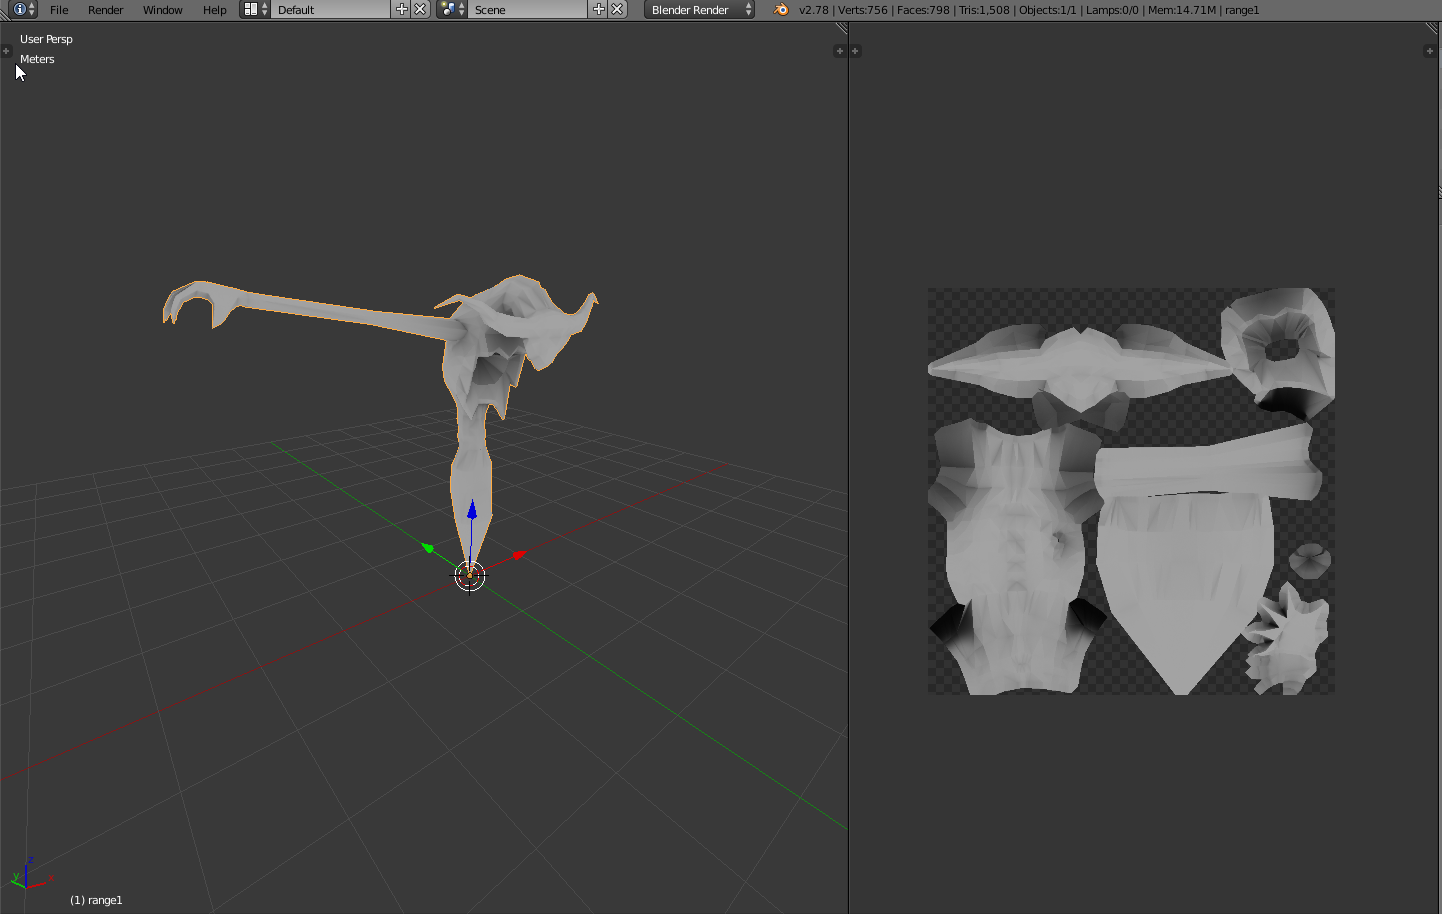 File Render Window Help Default Scene Blender Render v2.78 | Verts:756 | Faces:798 | Tris:1,508 | Objects:1/1 | Lamps:0/0 | Mem:14.71M | range1
User Persp
Meters
z
y x
(1) range1